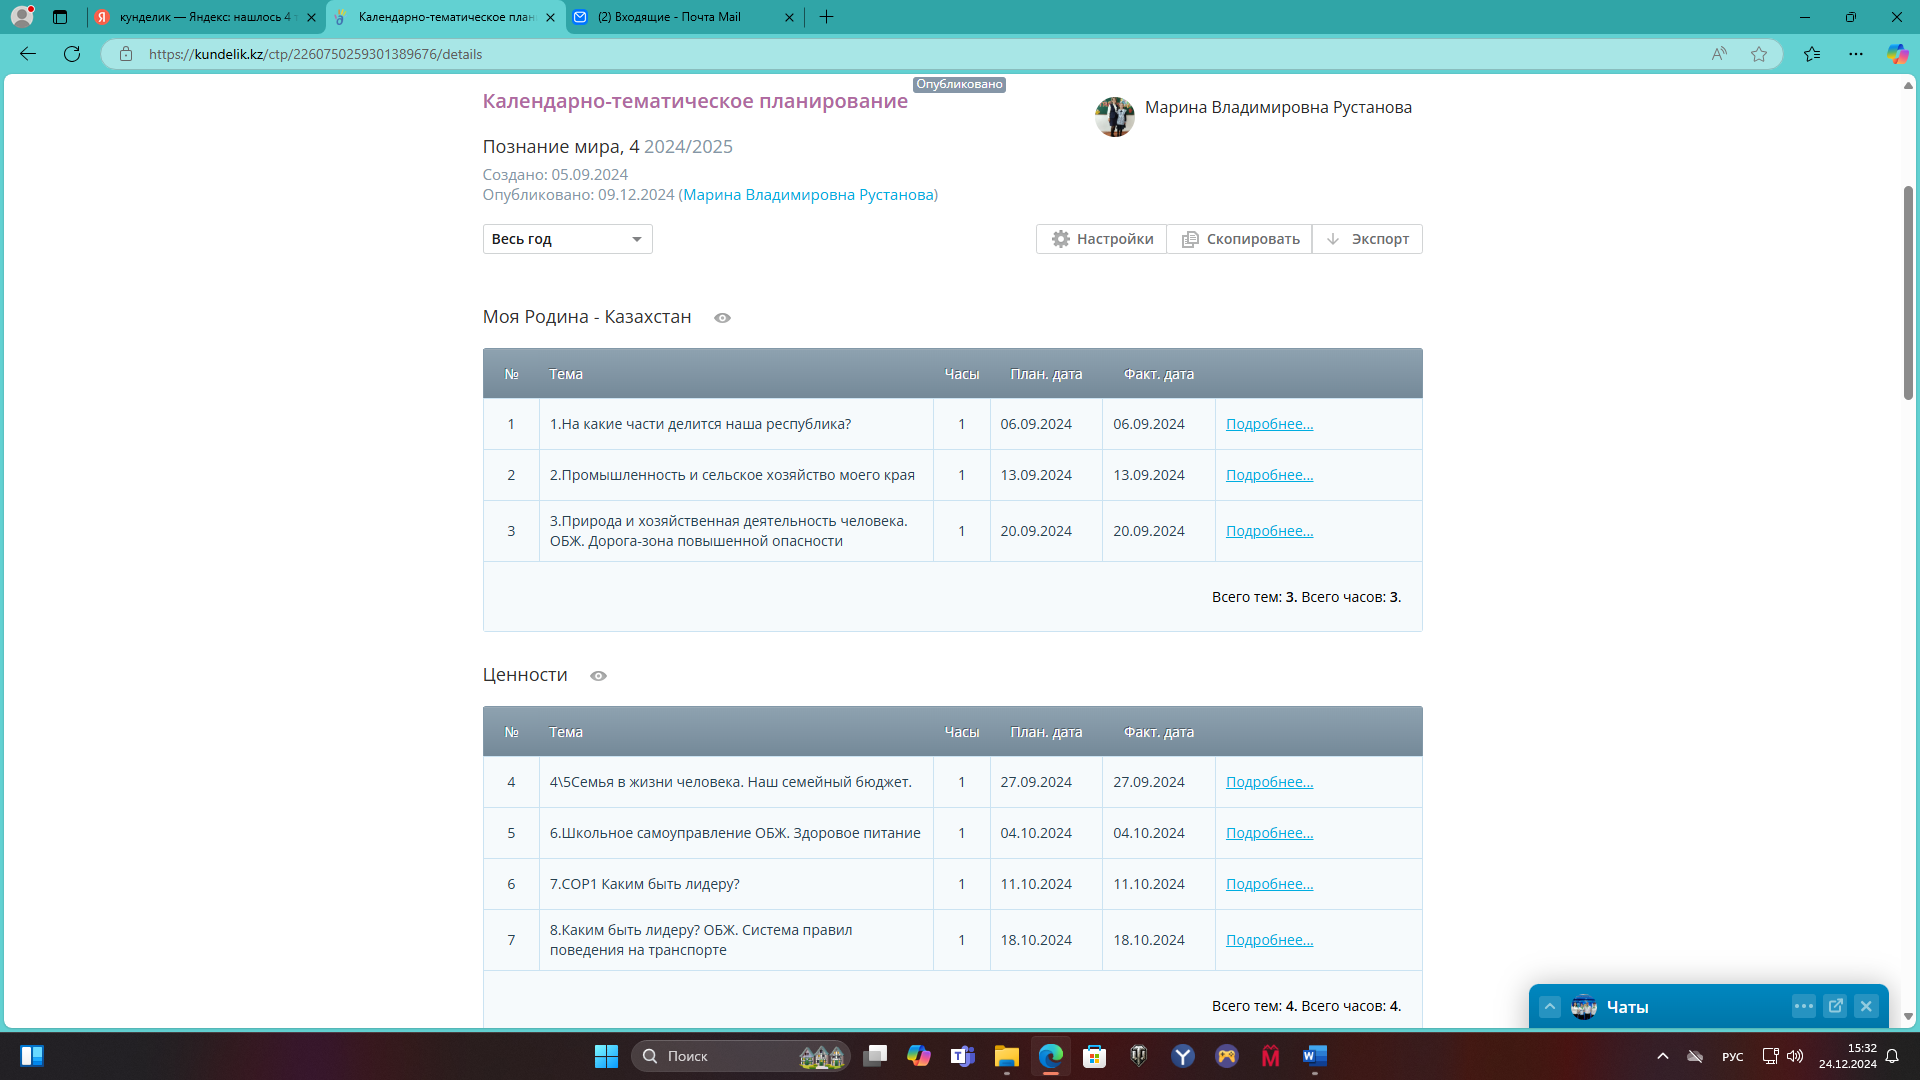 кунделик — Яндекс: нашлось 4 т
Календарно-тематическое план
(2) Входящие - Почта Mail
https://kundelik.kz/ctp/2260750259301389676/details
Опубликовано
Календарно-тематическое планирование
Марина Владимировна Рустанова
Познание мира, 4 2024/2025
Создано: 05.09.2024
Опубликовано: 09.12.2024 (Марина Владимировна Рустанова)
Весь год
Настройки
Скопировать
Экспорт
Моя Родина - Казахстан
№ Тема Часы План. дата Факт. дата
1 1.На какие части делится наша республика? 1 06.09.2024 06.09.2024 Подробнее...
2 2.Промышленность и сельское хозяйство моего края 1 13.09.2024 13.09.2024 Подробнее...
3 3.Природа и хозяйственная деятельность человека.
ОБЖ. Дорога-зона повышенной опасности 1 20.09.2024 20.09.2024 Подробнее...
Всего тем: 3. Всего часов: 3.
Ценности
№ Тема Часы План. дата Факт. дата
4 4\5Семья в жизни человека. Наш семейный бюджет. 1 27.09.2024 27.09.2024 Подробнее...
5 6.Школьное самоуправление ОБЖ. Здоровое питание 1 04.10.2024 04.10.2024 Подробнее...
6 7.СОР1 Каким быть лидеру? 1 11.10.2024 11.10.2024 Подробнее...
7 8.Каким быть лидеру? ОБЖ. Система правил
поведения на транспорте 1 18.10.2024 18.10.2024 Подробнее...
Всего тем: 4. Всего часов: 4.
Чаты
Поиск
РУС
15:32
24.12.2024